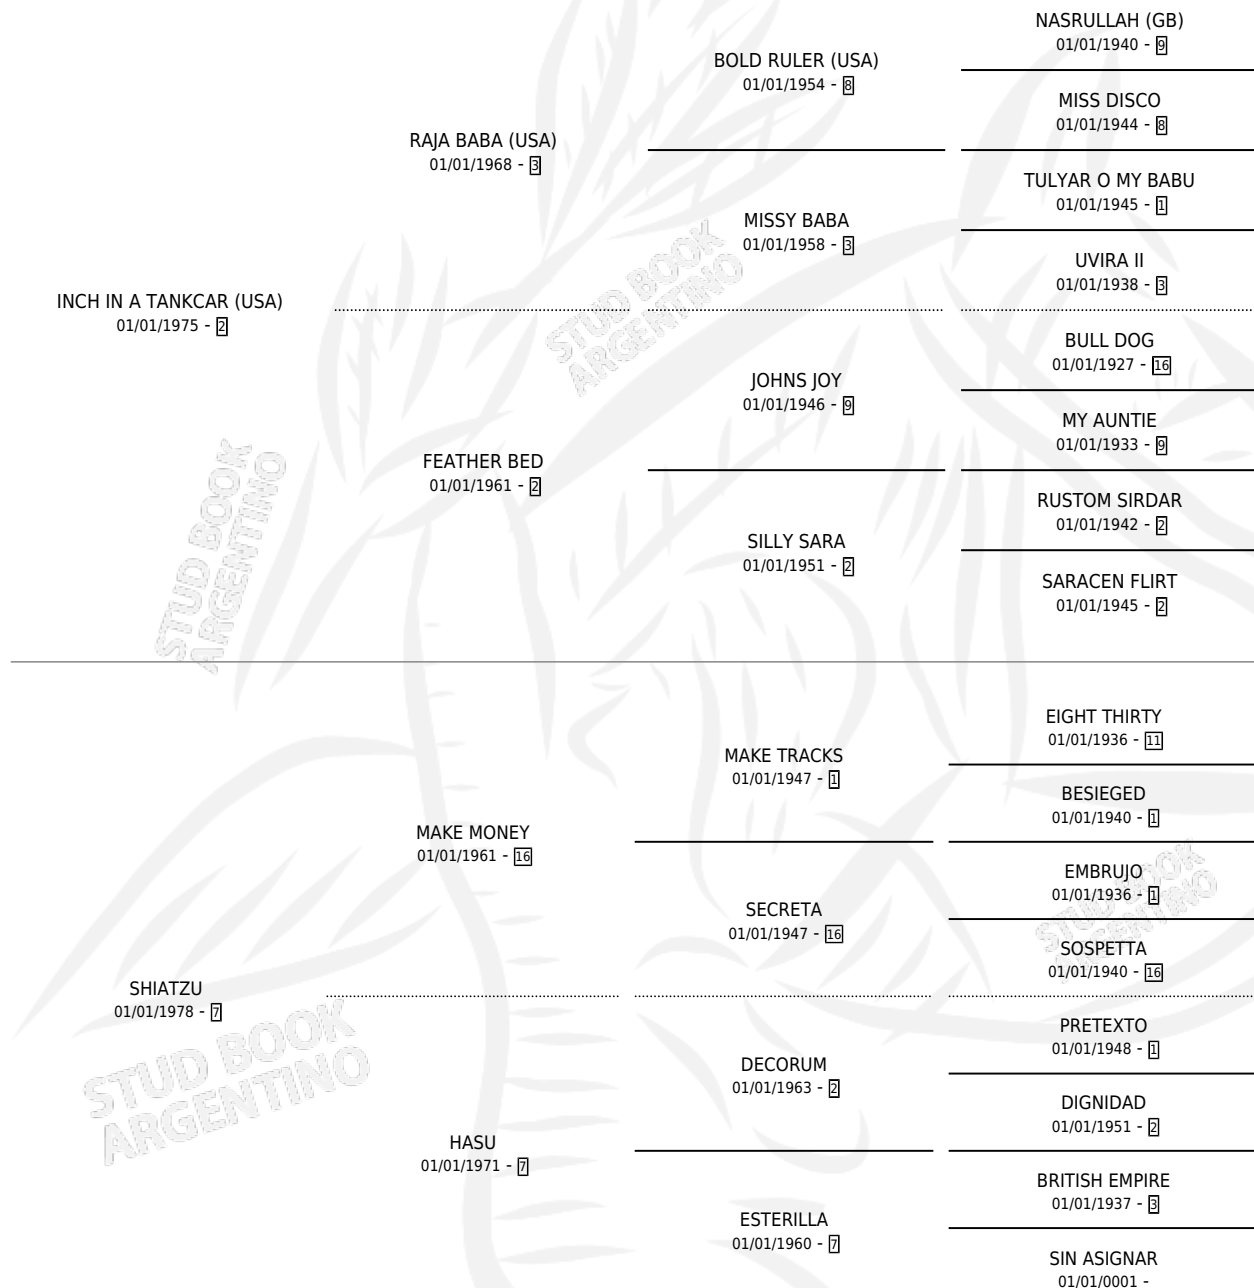 NASRULLAH (GB)
01/01/1940 - 9
BOLD RULER (USA)
01/01/1954 - 8
MISS DISCO
01/01/1944 - 8
RAJA BABA (USA)
01/01/1968 - 3
TULYAR O MY BABU
01/01/1945 - 1
MISSY BABA
01/01/1958 - 3
UVIRA II
01/01/1938 - 3
INCH IN A TANKCAR (USA)
01/01/1975 - 2
BULL DOG
01/01/1927 - 16
JOHNS JOY
01/01/1946 - 9
MY AUNTIE
01/01/1933 - 9
FEATHER BED
01/01/1961 - 2
RUSTOM SIRDAR
01/01/1942 - 2
SILLY SARA
01/01/1951 - 2
SARACEN FLIRT
01/01/1945 - 2
EIGHT THIRTY
01/01/1936 - 11
MAKE TRACKS
01/01/1947 - 1
BESIEGED
01/01/1940 - 1
MAKE MONEY
01/01/1961 - 16
EMBRUJO
01/01/1936 - 1
SECRETA
01/01/1947 - 16
SOSPETTA
01/01/1940 - 16
SHIATZU
01/01/1978 - 7
PRETEXTO
01/01/1948 - 1
DECORUM
01/01/1963 - 2
DIGNIDAD
01/01/1951 - 2
HASU
01/01/1971 - 7
BRITISH EMPIRE
01/01/1937 - 3
ESTERILLA
01/01/1960 - 7
SIN ASIGNAR
01/01/0001 -
STUD BOOK
ARGENTINO
STUD BOOK
ARGENTINO
STUD BOOK
ARGENTINO
STUD BOOK
ARGENTINO